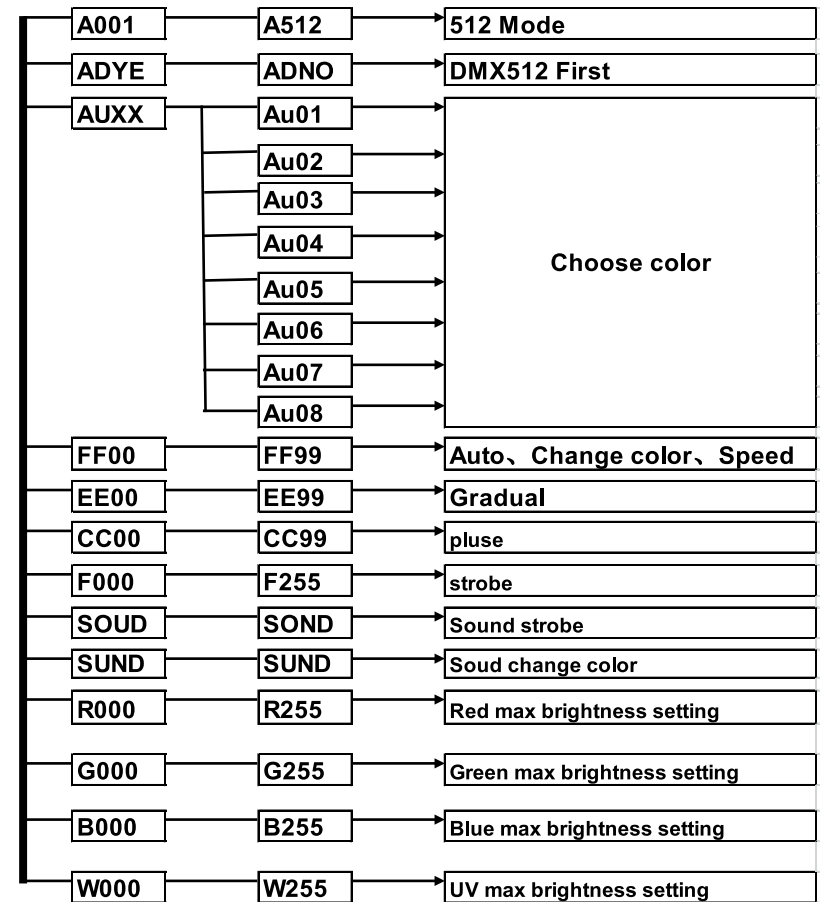 A001 A512 512 Mode
ADYE ADNO DMX512 First
AUXX Au01
Au02
Au03
Au04
Choose color
Au05
Au06
Au07
Au08
FF00 FF99 Auto、Change color、Speed
EE00 EE99 Gradual
CC00 CC99 pluse
F000 F255 strobe
SOUD SOND Sound strobe
SUND SUND Soud change color
R000 R255 Red max brightness setting
G000 G255 Green max brightness setting
B000 B255 Blue max brightness setting
W000 W255 UV max brightness setting